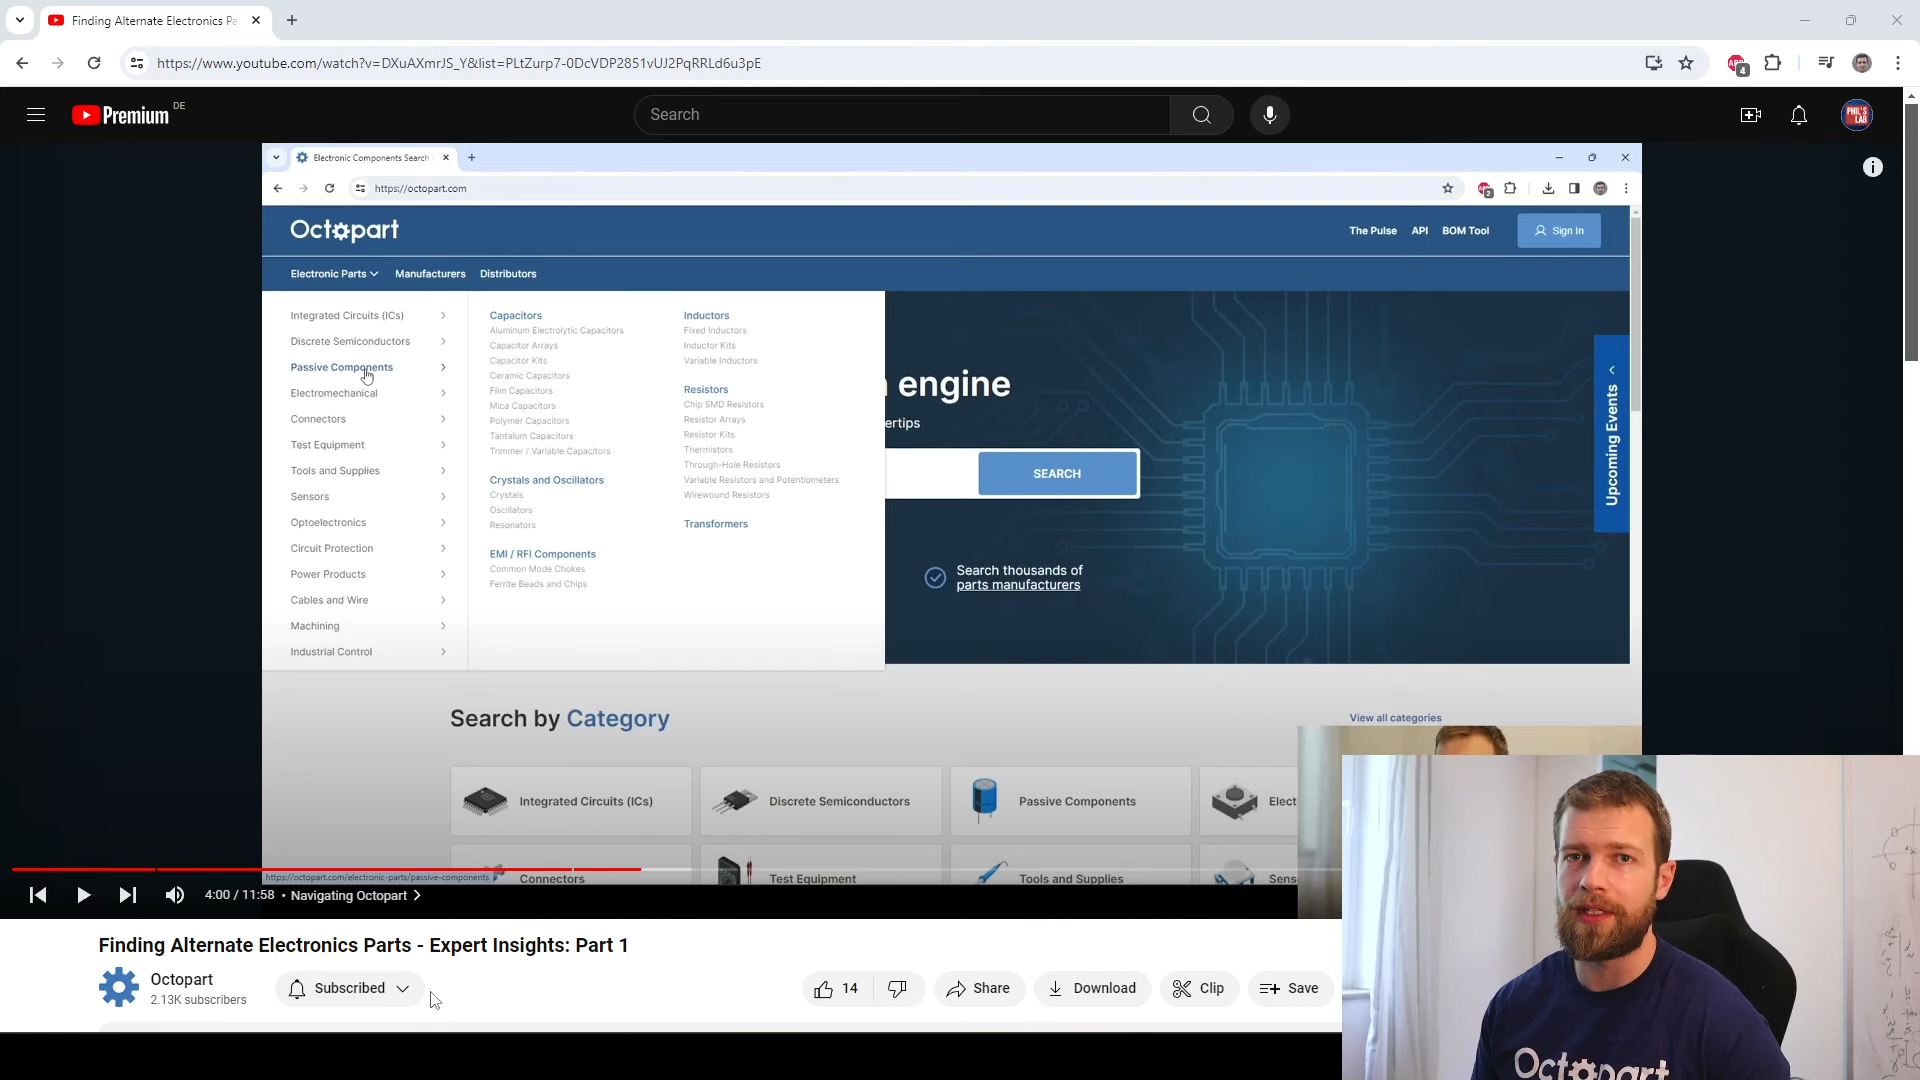 Finding Alternate Electronics Pa
https://www.youtube.com/watch?v=DXuAXmrJS_Y&list=PLtZurp7-0DcVDP2851vUJ2PqRRLd6u3pE
4
Premium DE
Search
PHIL'S
LAB
Electronic Components Search
https://octopart.com
2
Octopart
The Pulse
API
BOM Tool
Sign In
Electronic Parts
Manufacturers
Distributors
Integrated Circuits (ICs)
Discrete Semiconductors
Passive Components
Electromechanical
Connectors
Test Equipment
Tools and Supplies
Sensors
Optoelectronics
Circuit Protection
Power Products
Cables and Wire
Machining
Industrial Control
Capacitors
Aluminum Electrolytic Capacitors
Capacitor Arrays
Capacitor Kits
Ceramic Capacitors
Film Capacitors
Mica Capacitors
Polymer Capacitors
Tantalum Capacitors
Trimmer / Variable Capacitors
Crystals and Oscillators
Crystals
Oscillators
Resonators
EMI / RFI Components
Common Mode Chokes
Ferrite Beads and Chips
Inductors
Fixed Inductors
Inductor Kits
Variable Inductors
Resistors
Chip SMD Resistors
Resistor Arrays
Resistor Kits
Thermistors
Through-Hole Resistors
Variable Resistors and Potentiometers
Wirewound Resistors
Transformers
engine
ertips
SEARCH
Search thousands of
parts manufacturers
Upcoming Events
Search by Category
View all categories
Integrated Circuits (ICs)
Discrete Semiconductors
Passive Components
Elect
Connectors
Test Equipment
Tools and Supplies
Sens
https://octopart.com/electronic-parts/passive-components
4:00 / 11:58 • Navigating Octopart
Finding Alternate Electronics Parts - Expert Insights: Part 1
Octopart
2.13K subscribers
Subscribed
14
Share
Download
Clip
Save
Octopart